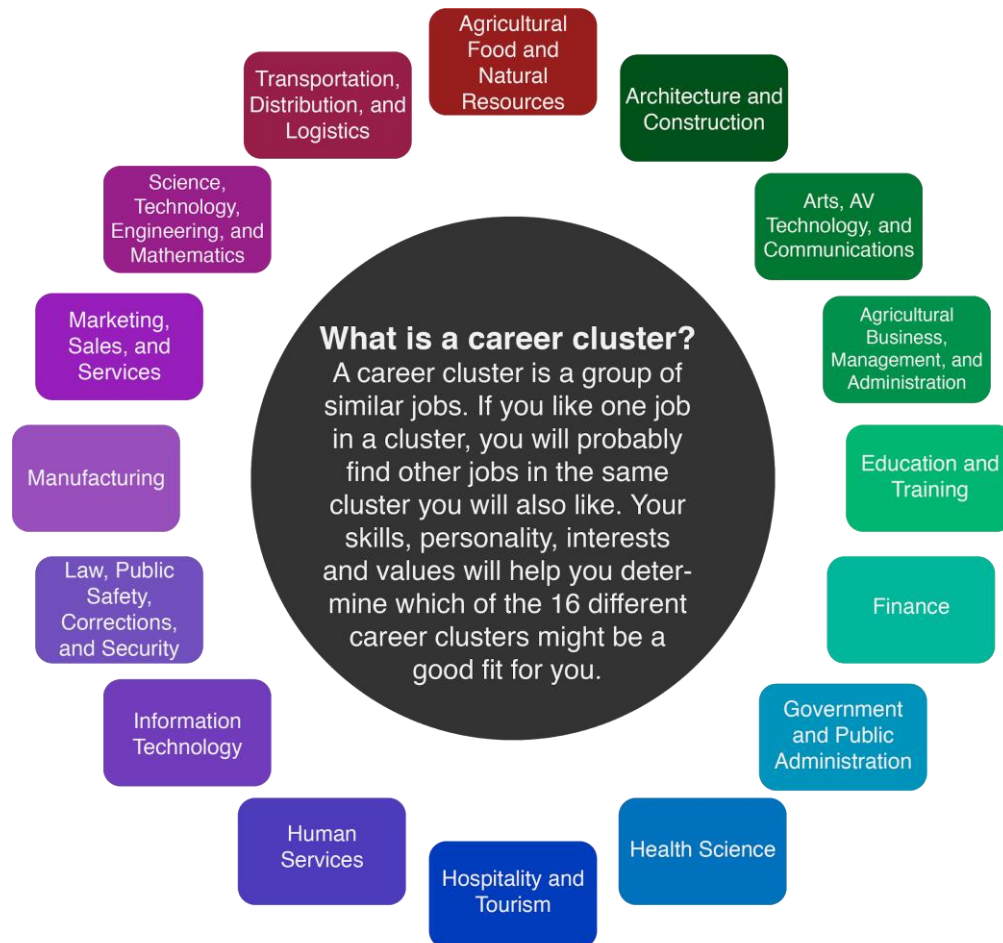 Agricultural
Food and
Natural
Resources
Architecture and
Construction
Arts, AV
Technology, and
Communications
Agricultural
Business,
Management, and
Administration
Education and
Training
Finance
Government
and Public
Administration
Health Science
Hospitality and
Tourism
Human
Services
Information
Technology
Law, Public
Safety,
Corrections,
and Security
Manufacturing
Marketing,
Sales, and
Services
Science,
Technology,
Engineering, and
Mathematics
Transportation,
Distribution, and
Logistics
What is a career cluster?
A career cluster is a group of
similar jobs. If you like one job
in a cluster, you will probably
find other jobs in the same
cluster you will also like. Your
skills, personality, interests
and values will help you deter-
mine which of the 16 different
career clusters might be a
good fit for you.